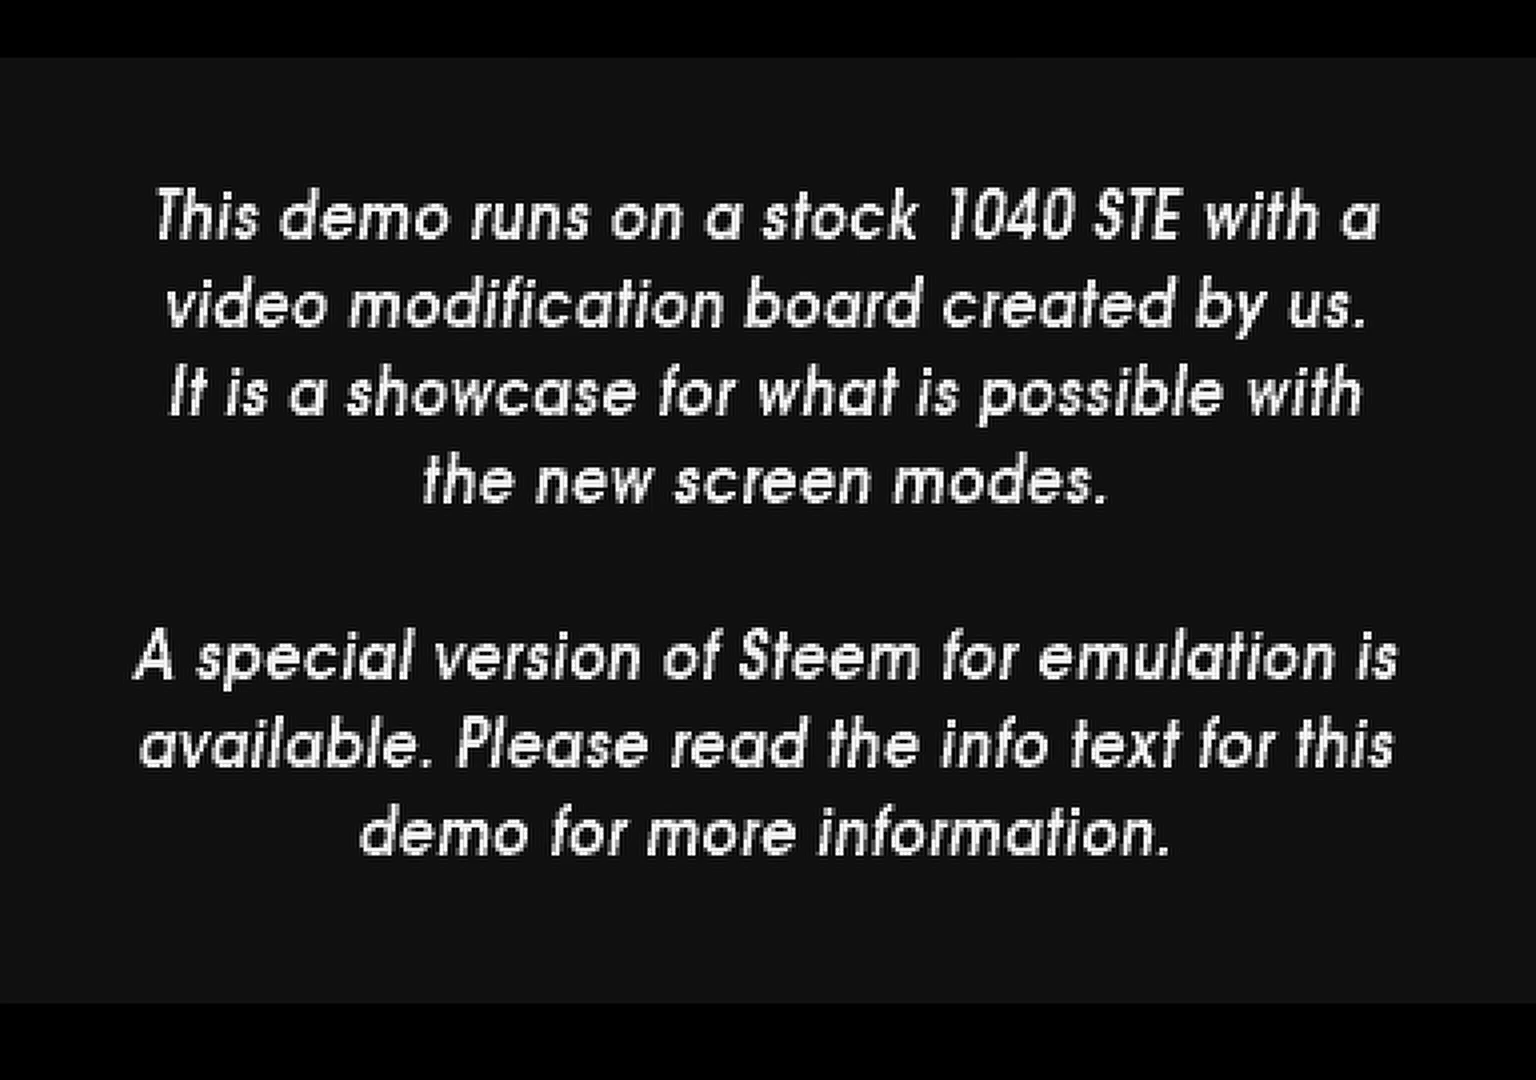 This demo runs on a stock 1040 STE with a
video modification board created by us.
It is a showcase for what is possible with
the new screen modes.
A special version of Steem for emulation is
available. Please read the info text for this
demo for more information.